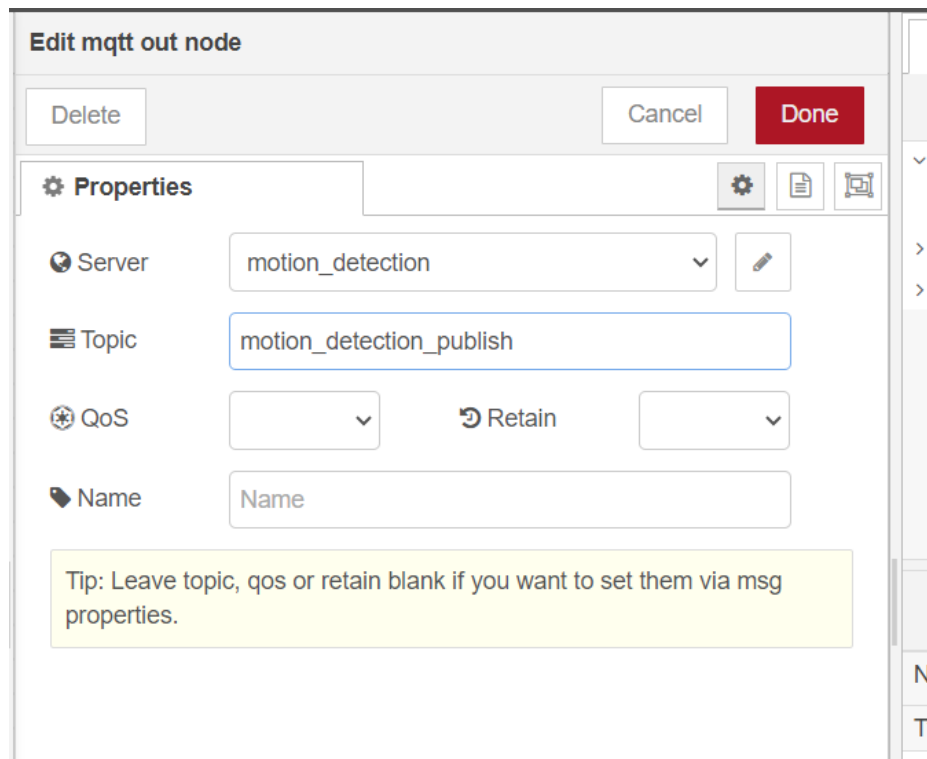 Edit mqtt out node
Delete
Cancel
Done
Properties
Server
motion_detection
Topic
motion_detection_publish
QoS
Retain
Name
Name
Tip: Leave topic, qos or retain blank if you want to set them via msg
properties.
N
T